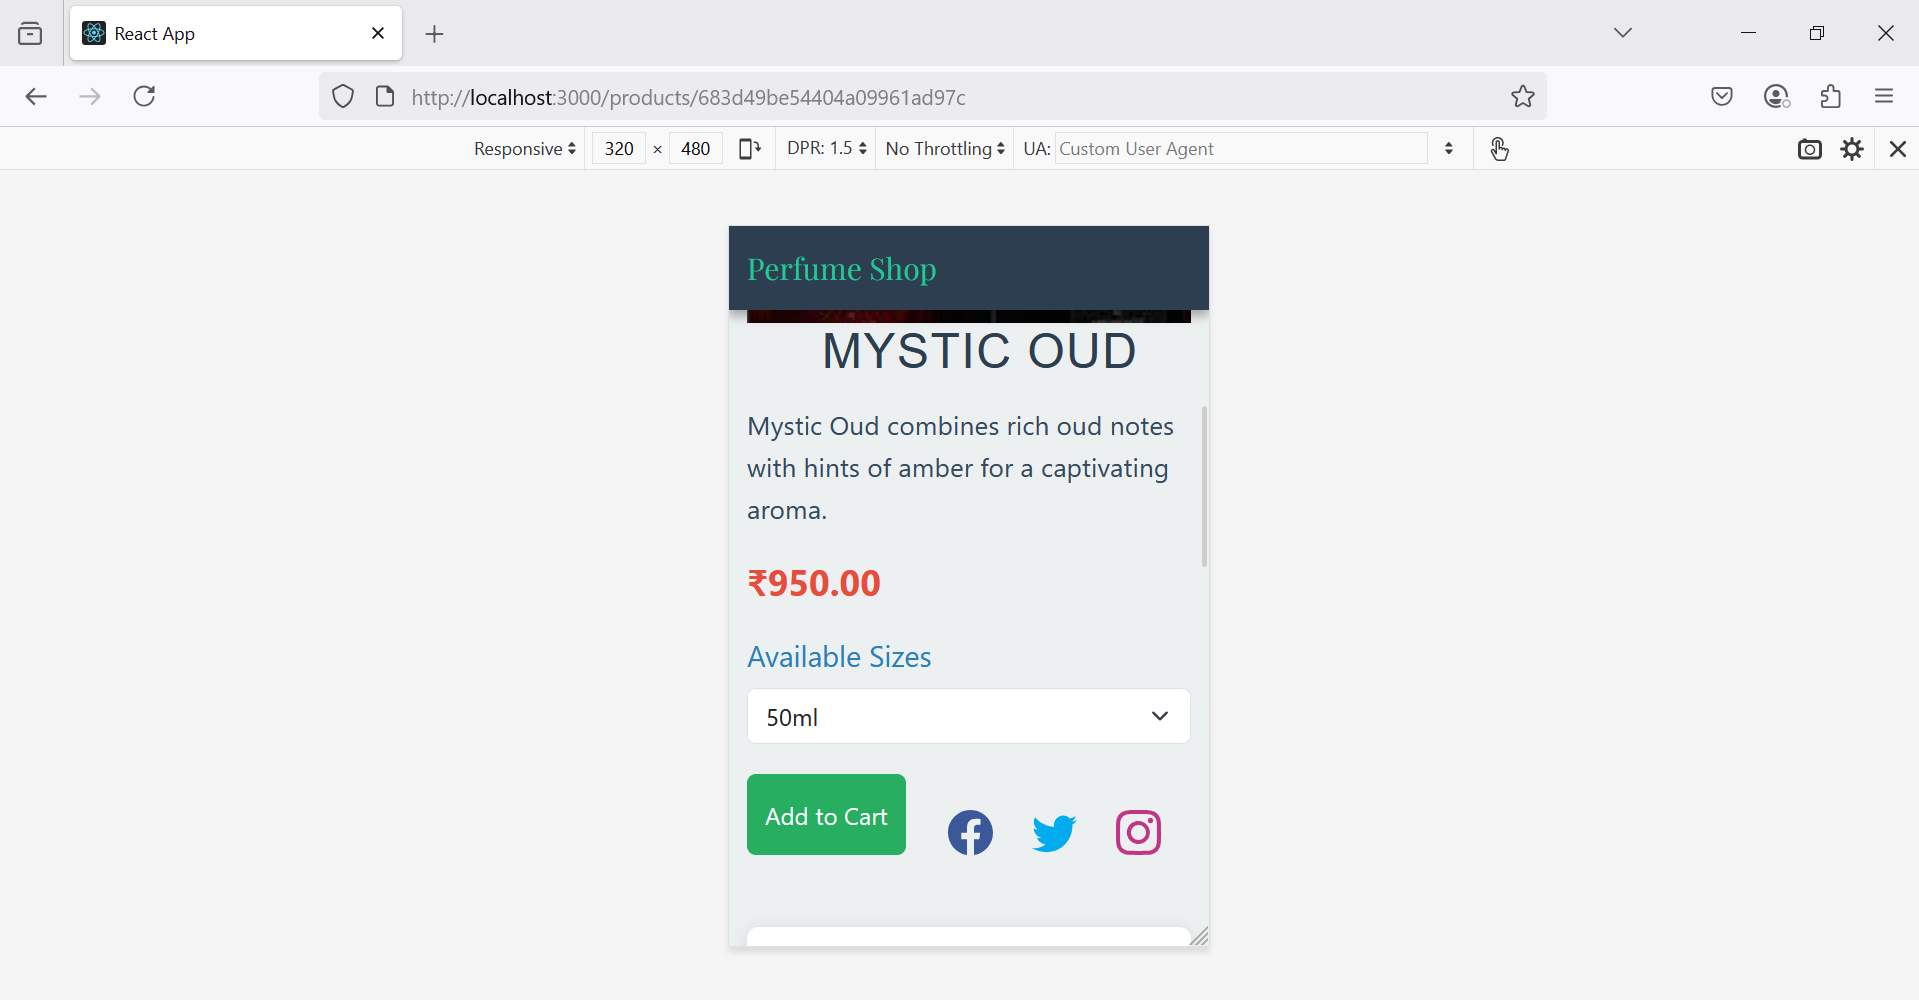 React App
http://localhost:3000/products/683d49be54404a09961ad97c
Responsive 320 × 480 DPR: 1.5 No Throttling UA: Custom User Agent
Perfume Shop
MYSTIC OUD
Mystic Oud combines rich oud notes
with hints of amber for a captivating
aroma.
₹950.00
Available Sizes
50ml
Add to Cart